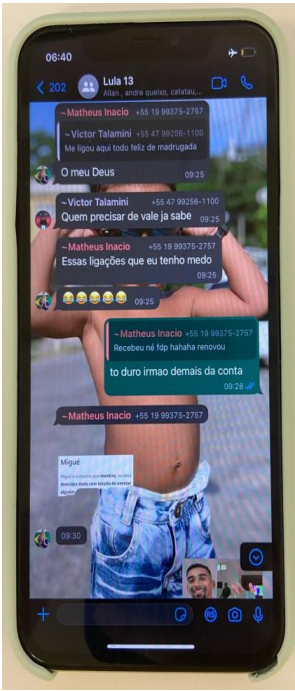 06:40
202
Lula 13
Allan , andre queixo, catatau,...
~Matheus Inacio +55 19 99375-2757
~Victor Talamini +55 47 99256-1100
Me ligou aqui todo feliz de madrugada
O meu Deus
09:25
~Victor Talamini +55 47 99256-1100
Quem precisar de vale ja sabe
09:25
~Matheus Inacio +55 19 99375-2757
Essas ligações que eu tenho medo
09:25
09:25
~Matheus Inacio +55 19 99375-2757
Recebeu né fdp hahaha renovou
to duro irmao demais da conta
09:28
~Matheus Inacio +55 19 99375-2757
Migué
09:30